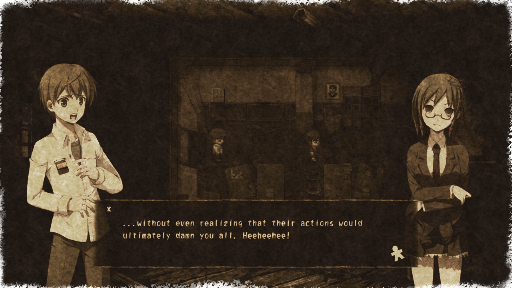 ...without even realizing that their actions would
ultimately damn you all. Heeheehee!